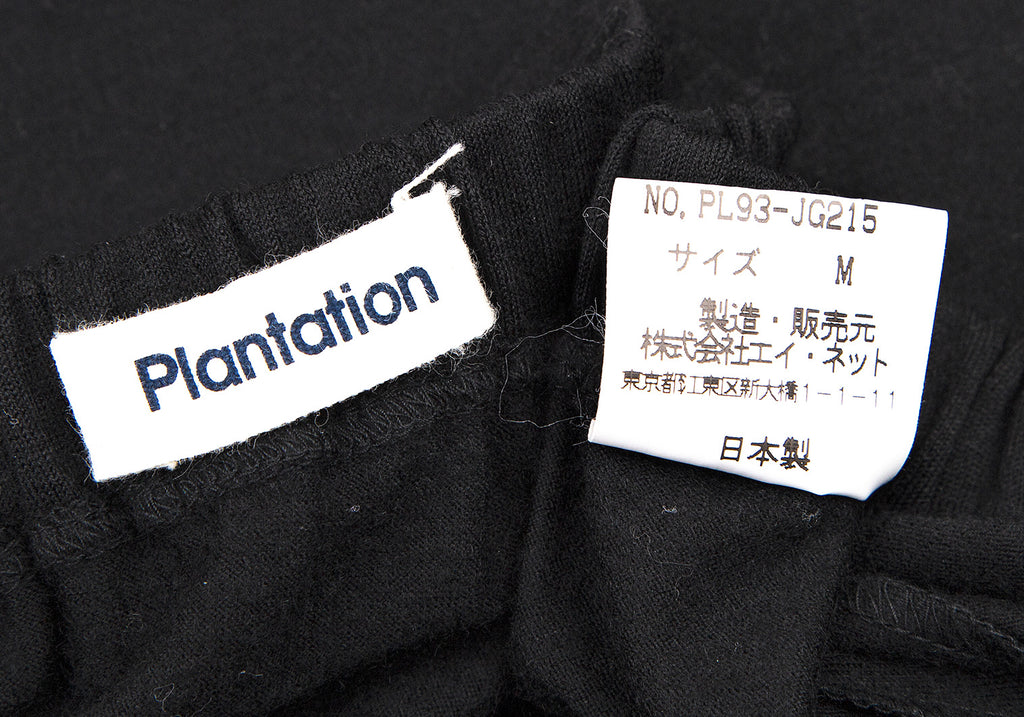 Plantation
NO. PL93-JG215
サイズ M
製造・販売元
株式会社エイ・ネット
東京都江東区新大橋1-1-11
日本製